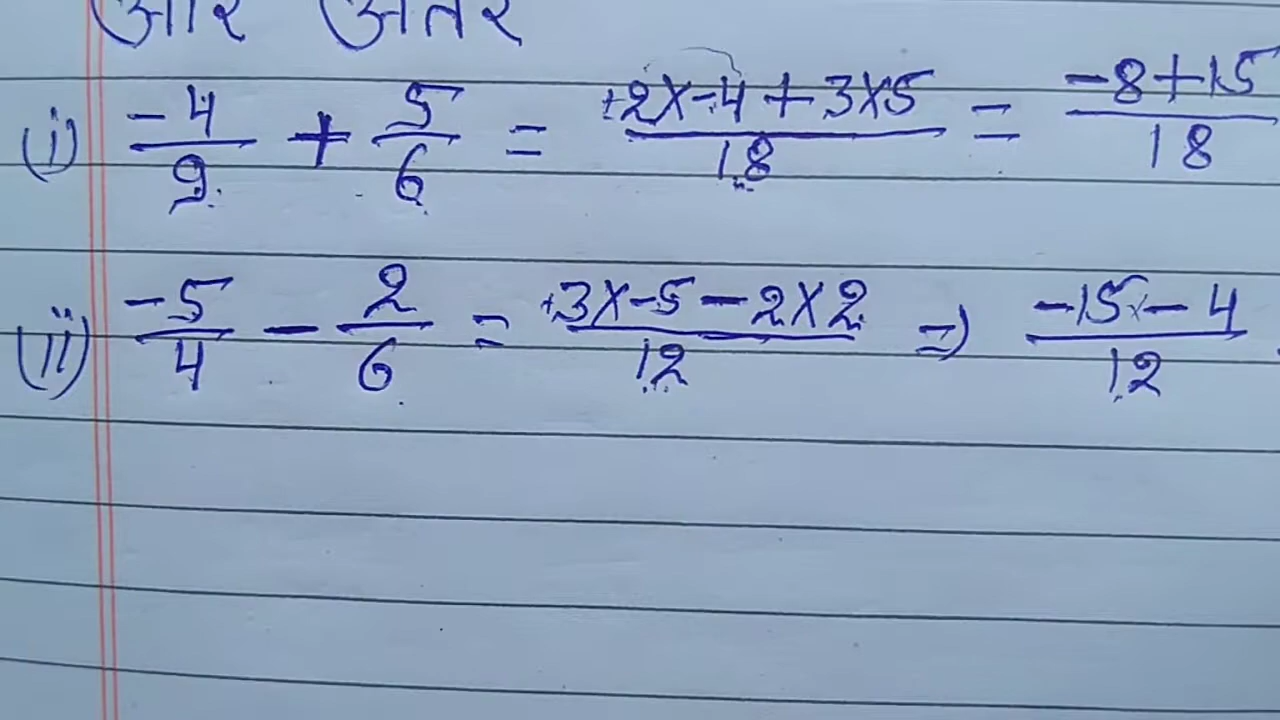 और अंतर
(i) -4/9 + 5/6 = +2×-4+3×5/18 = -8+15/18
(ii) -5/4 - 2/6 = +3×-5-2×2/12 ⇒ -15-4/12